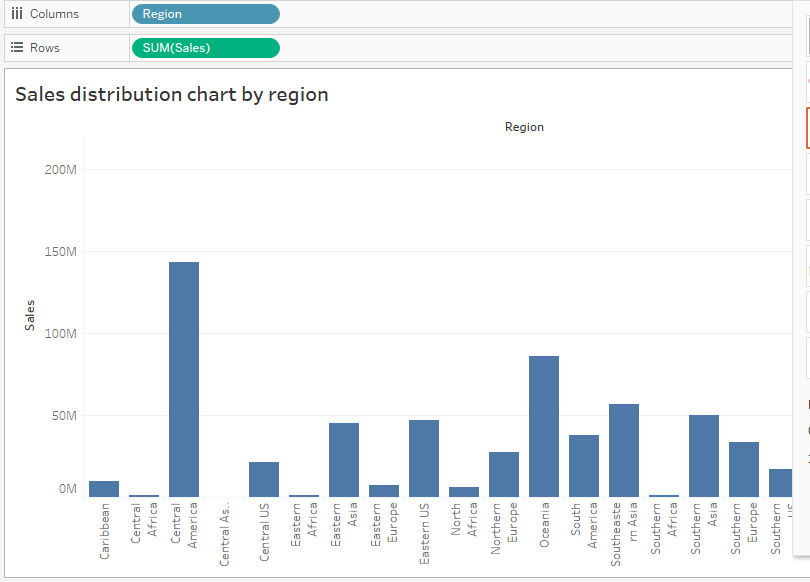 Columns
Region
Rows
SUM(Sales)
Sales distribution chart by region
Region
200M
150M
100M
50M
0M
Sales
Caribbean
Central
Africa
Central
America
Central As..
Central US
Eastern
Africa
Eastern
Asia
Eastern
Europe
Eastern US
North
Africa
Northern
Europe
Oceania
South
America
Southeaste
rn Asia
Southern
Africa
Southern
Asia
Southern
Europe
Southern